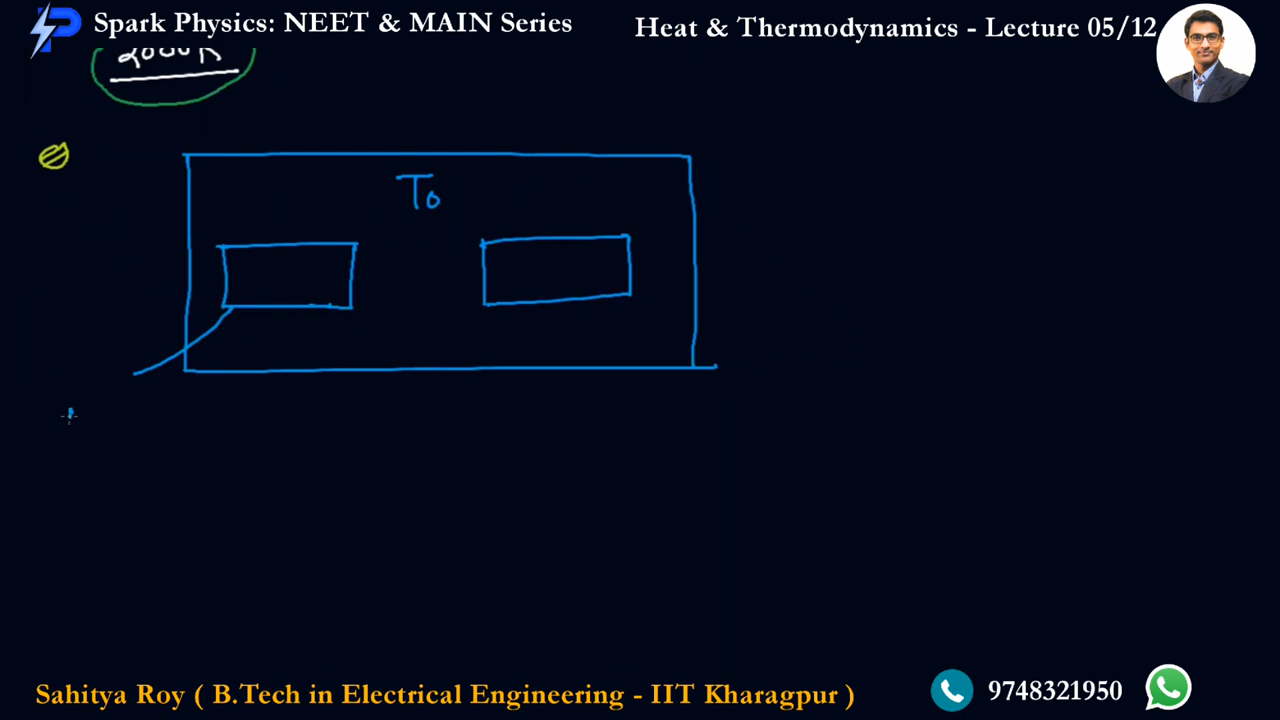 Spark Physics: NEET & MAIN Series
Heat & Thermodynamics - Lecture 05/12
2000K
T₀
Sahitya Roy ( B.Tech in Electrical Engineering - IIT Kharagpur )
9748321950